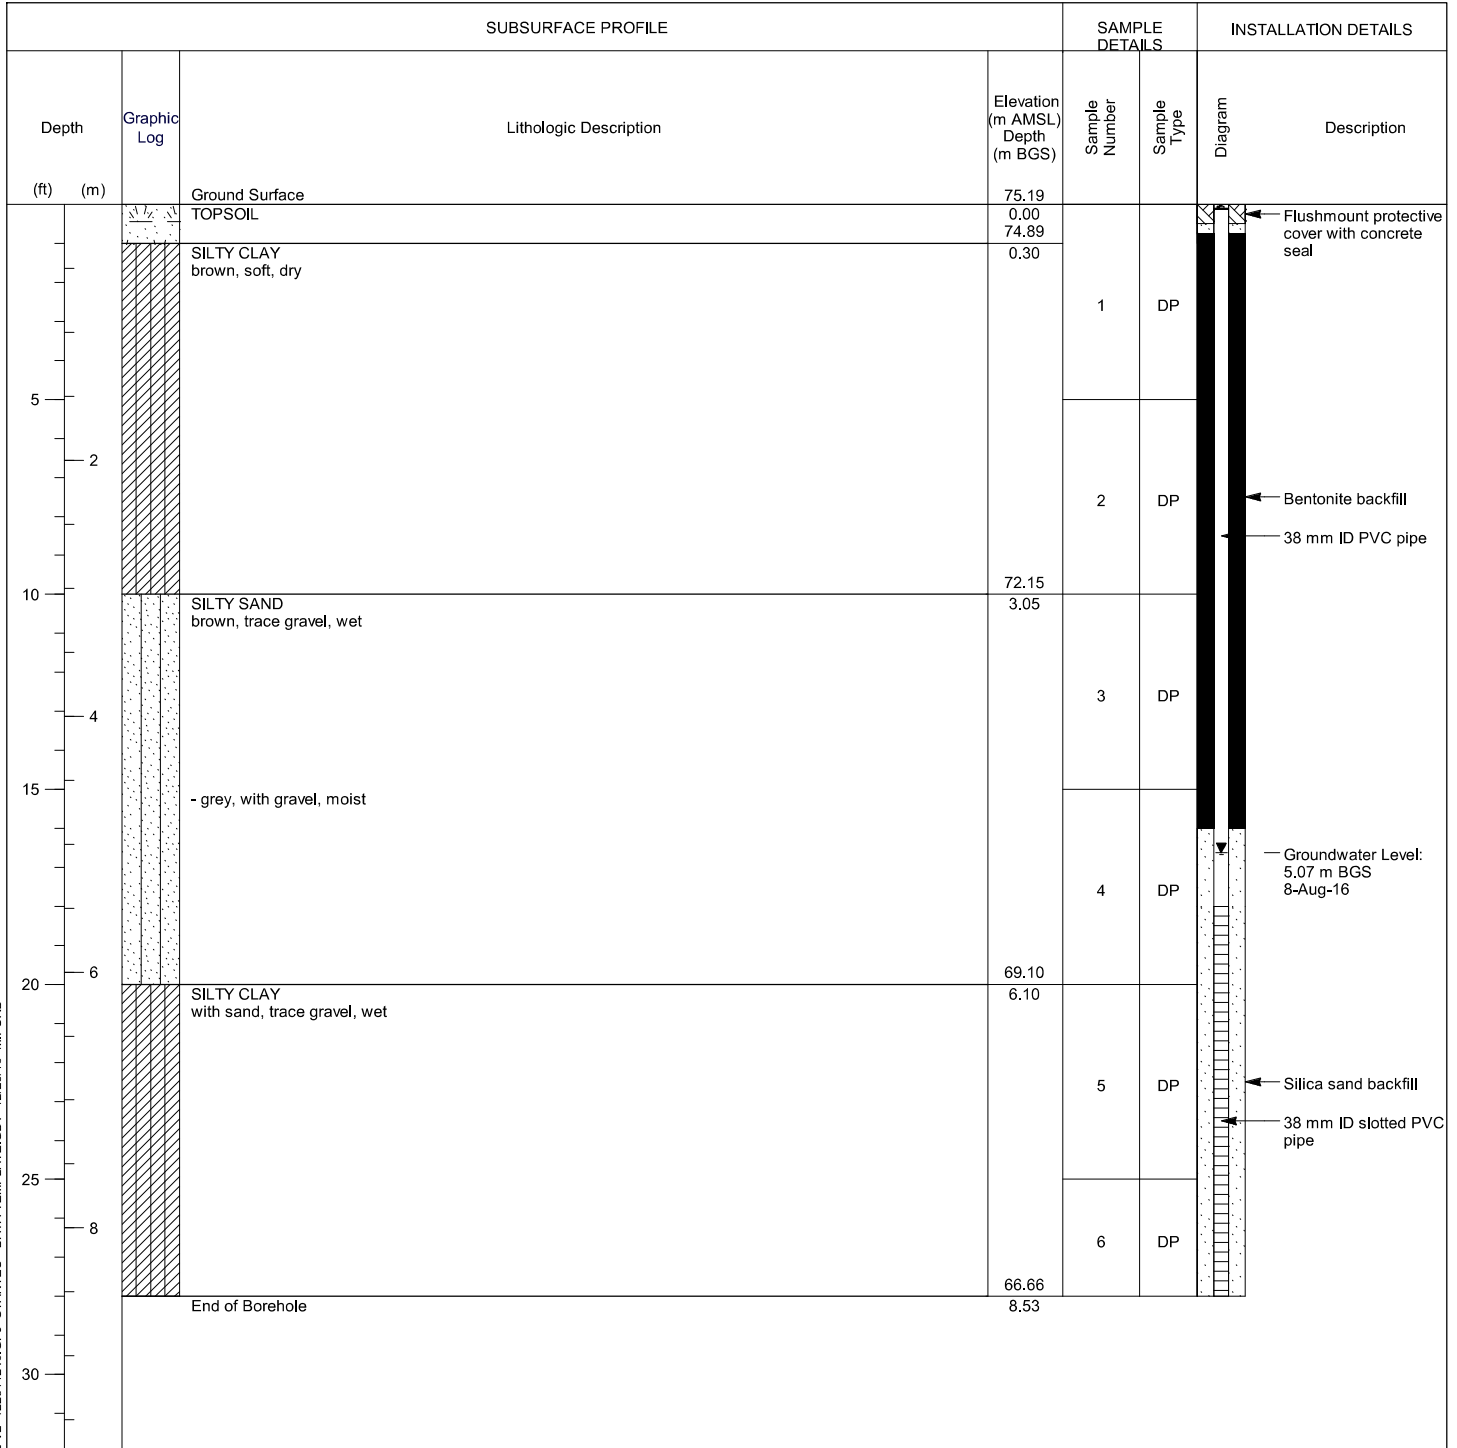 SUBSURFACE PROFILE
SAMPLE
DETAILS
INSTALLATION DETAILS
Depth
(ft) (m)
Graphic
Log
Lithologic Description
Elevation
(m AMSL)
Depth
(m BGS)
Sample
Number
Sample
Type
Diagram
Description
Ground Surface 75.19
TOPSOIL 0.00
74.89
SILTY CLAY 0.30
brown, soft, dry
Flushmount protective
cover with concrete
seal
1 DP
5
2
2 DP
Bentonite backfill
38 mm ID PVC pipe
72.15
10
SILTY SAND 3.05
brown, trace gravel, wet
3 DP
4
15
- grey, with gravel, moist
Groundwater Level:
5.07 m BGS
8-Aug-16
4 DP
6
69.10
20
SILTY CLAY 6.10
with sand, trace gravel, wet
5 DP
Silica sand backfill
38 mm ID slotted PVC
pipe
25
8
6 DP
66.66
End of Borehole 8.53
30